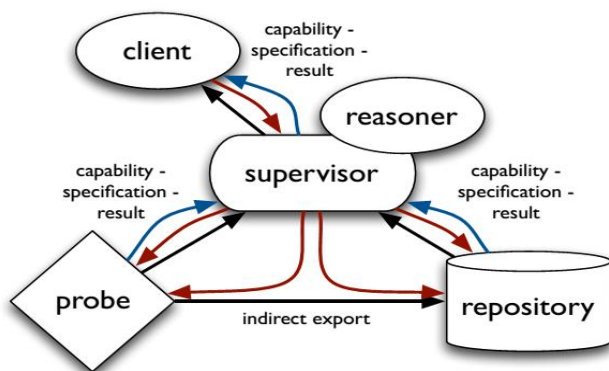 capability -
specification -
result
client
reasoner
supervisor
capability -
specification -
result
capability -
specification -
result
probe
indirect export
repository